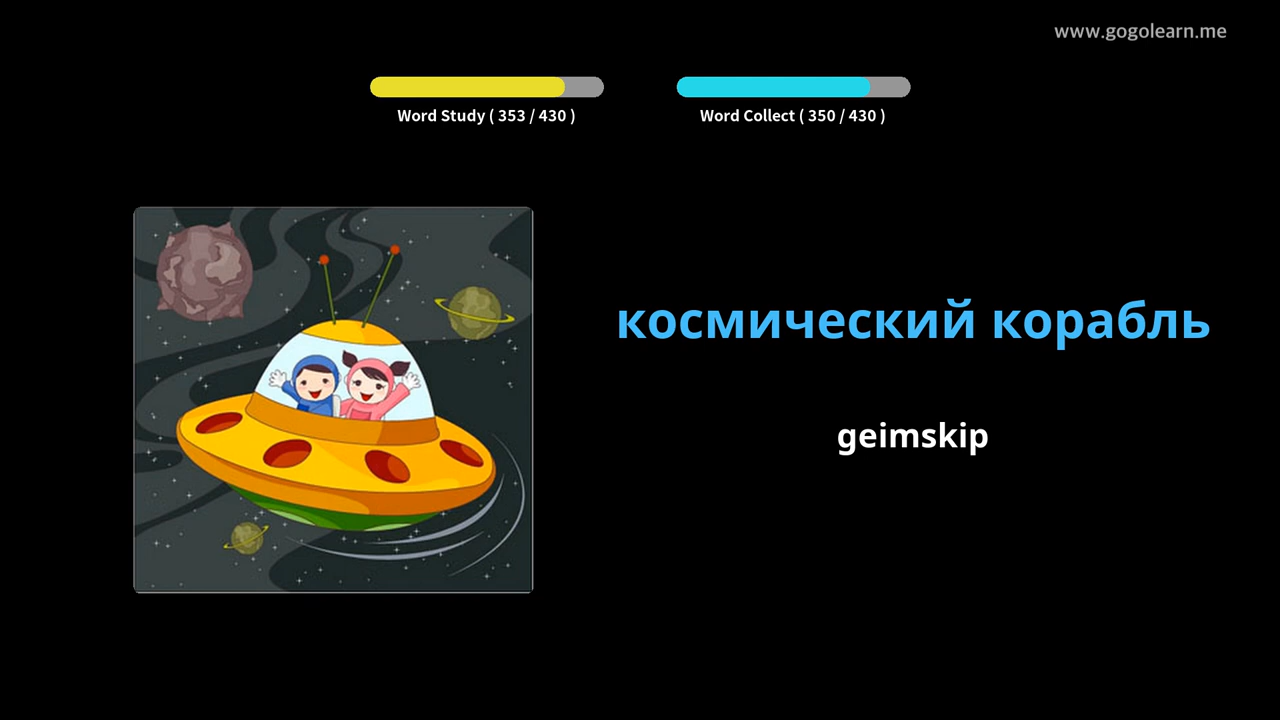 www.gogolearn.me
Word Study ( 353 / 430 )
Word Collect ( 350 / 430 )
космический корабль
geimskip